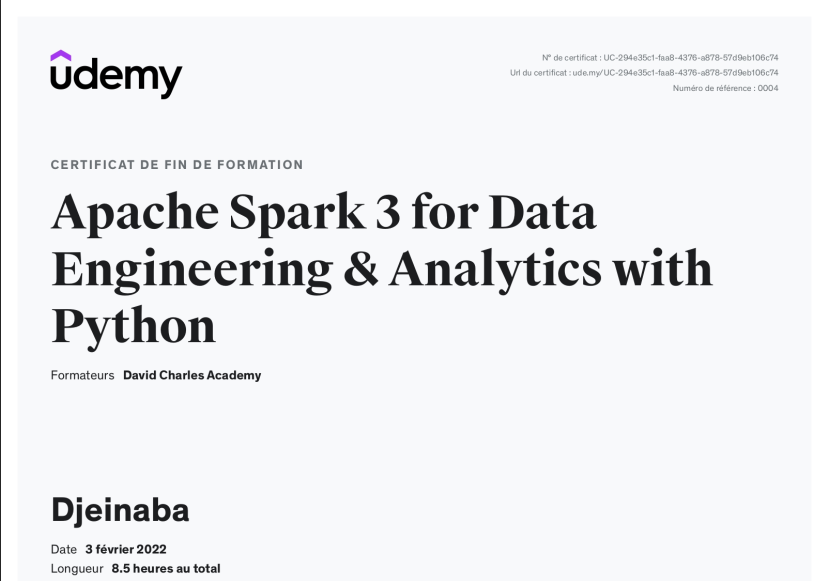 udemy
N° de certificat : UC-294e35c1-faa8-4376-a878-57d9eb106c74
Url du certificat : ude.my/UC-294e35c1-faa8-4376-a878-57d9eb106c74
Numéro de référence : 0004
CERTIFICAT DE FIN DE FORMATION
Apache Spark 3 for Data
Engineering & Analytics with
Python
Formateurs David Charles Academy
Djeinaba
Date 3 février 2022
Longueur 8.5 heures au total